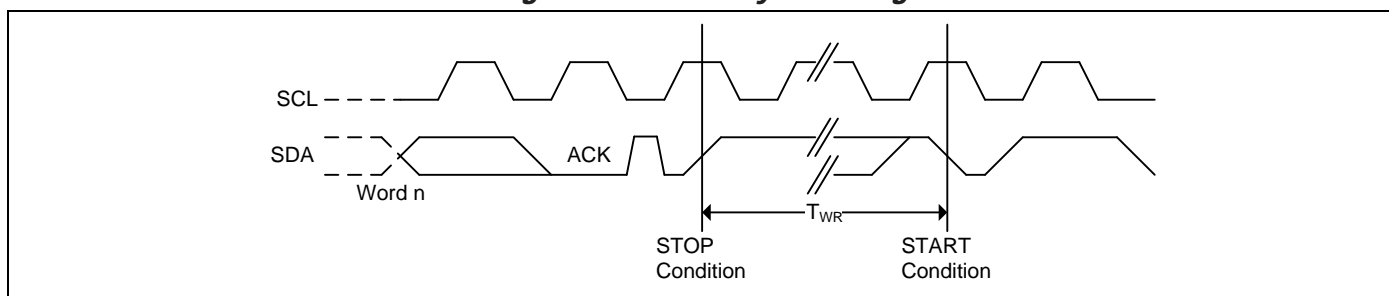 SCL
SDA
ACK
Word n
TWR
STOP
Condition
START
Condition